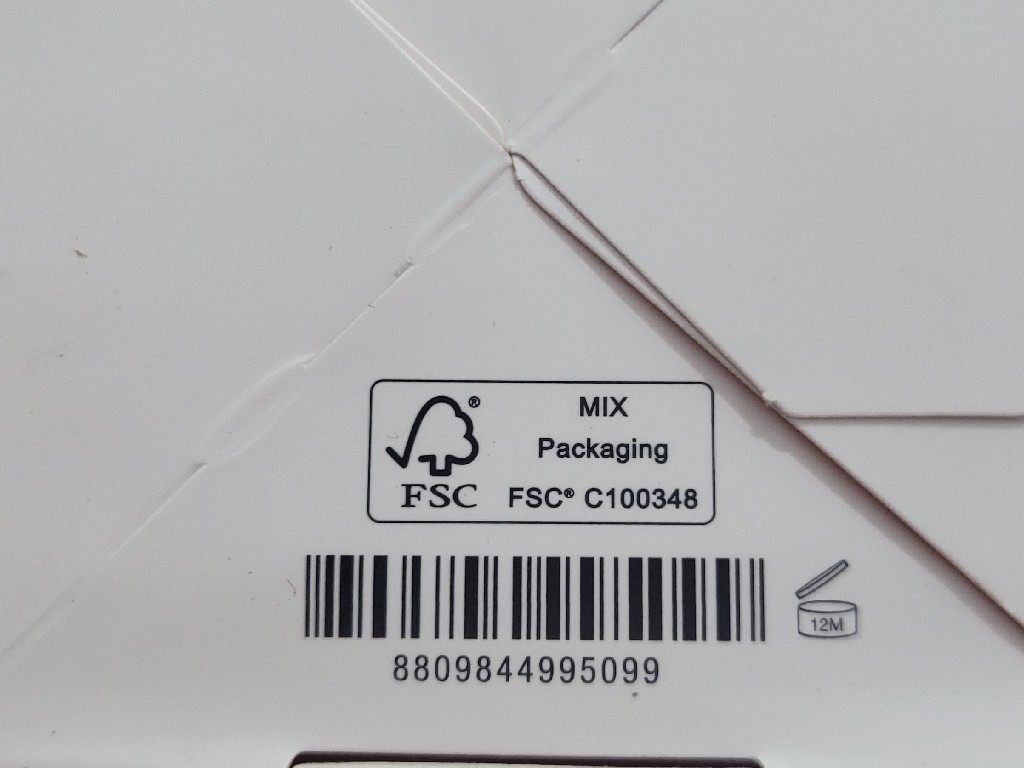 MIX
Packaging
FSC
FSC® C100348
12M
8809844995099